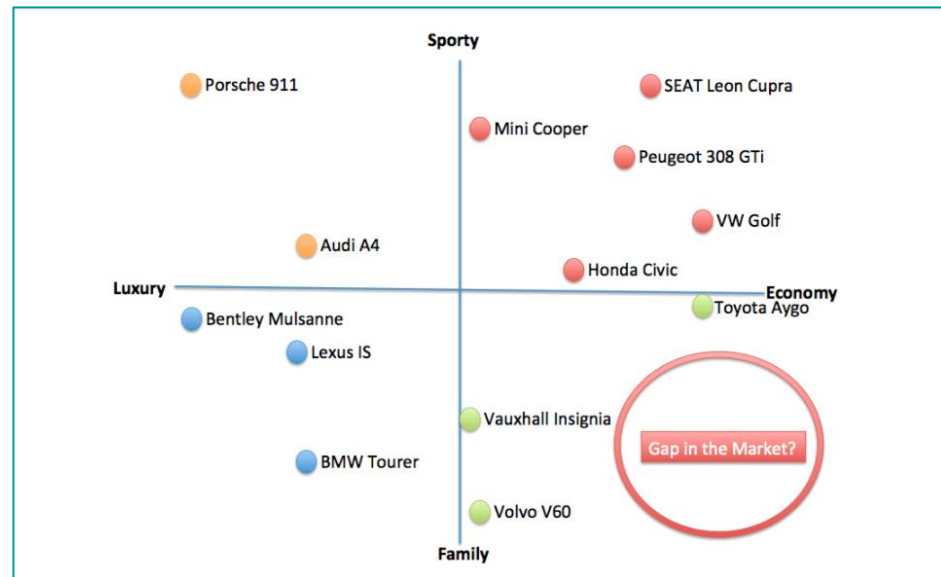 Sporty
Porsche 911
SEAT Leon Cupra
Mini Cooper
Peugeot 308 GTi
VW Golf
Audi A4
Honda Civic
Luxury
Economy
Toyota Aygo
Bentley Mulsanne
Lexus IS
Vauxhall Insignia
Gap in the Market?
BMW Tourer
Volvo V60
Family